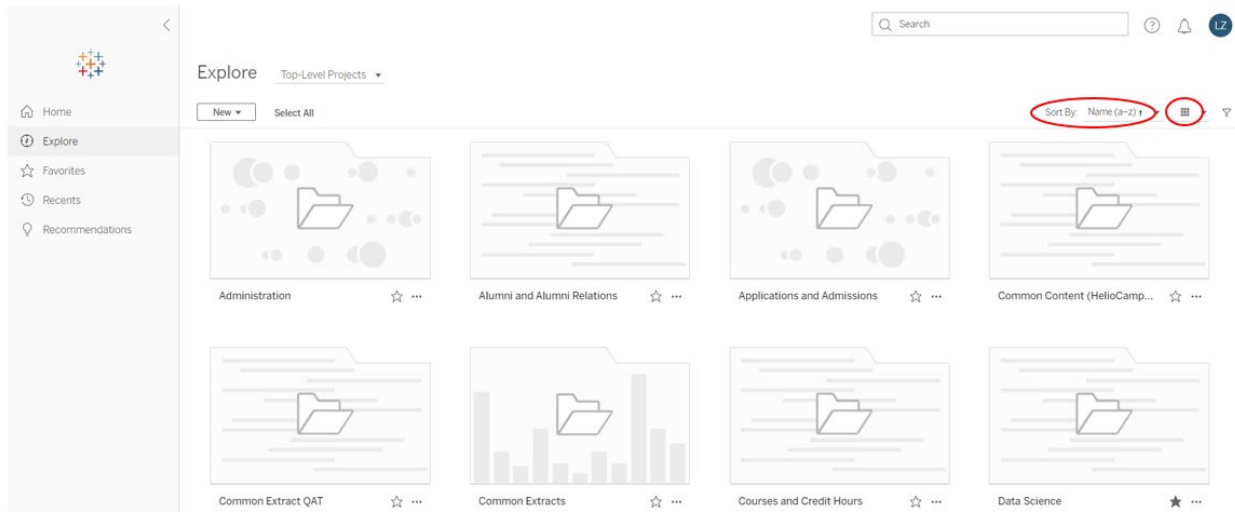 Search
LZ
Explore Top-Level Projects
Home
Explore
Favorites
Recents
Recommendations
New Select All Sort By: Name (a–z)
Administration Alumni and Alumni Relations Applications and Admissions Common Content (HelioCamp...
Common Extract QAT Common Extracts Courses and Credit Hours Data Science